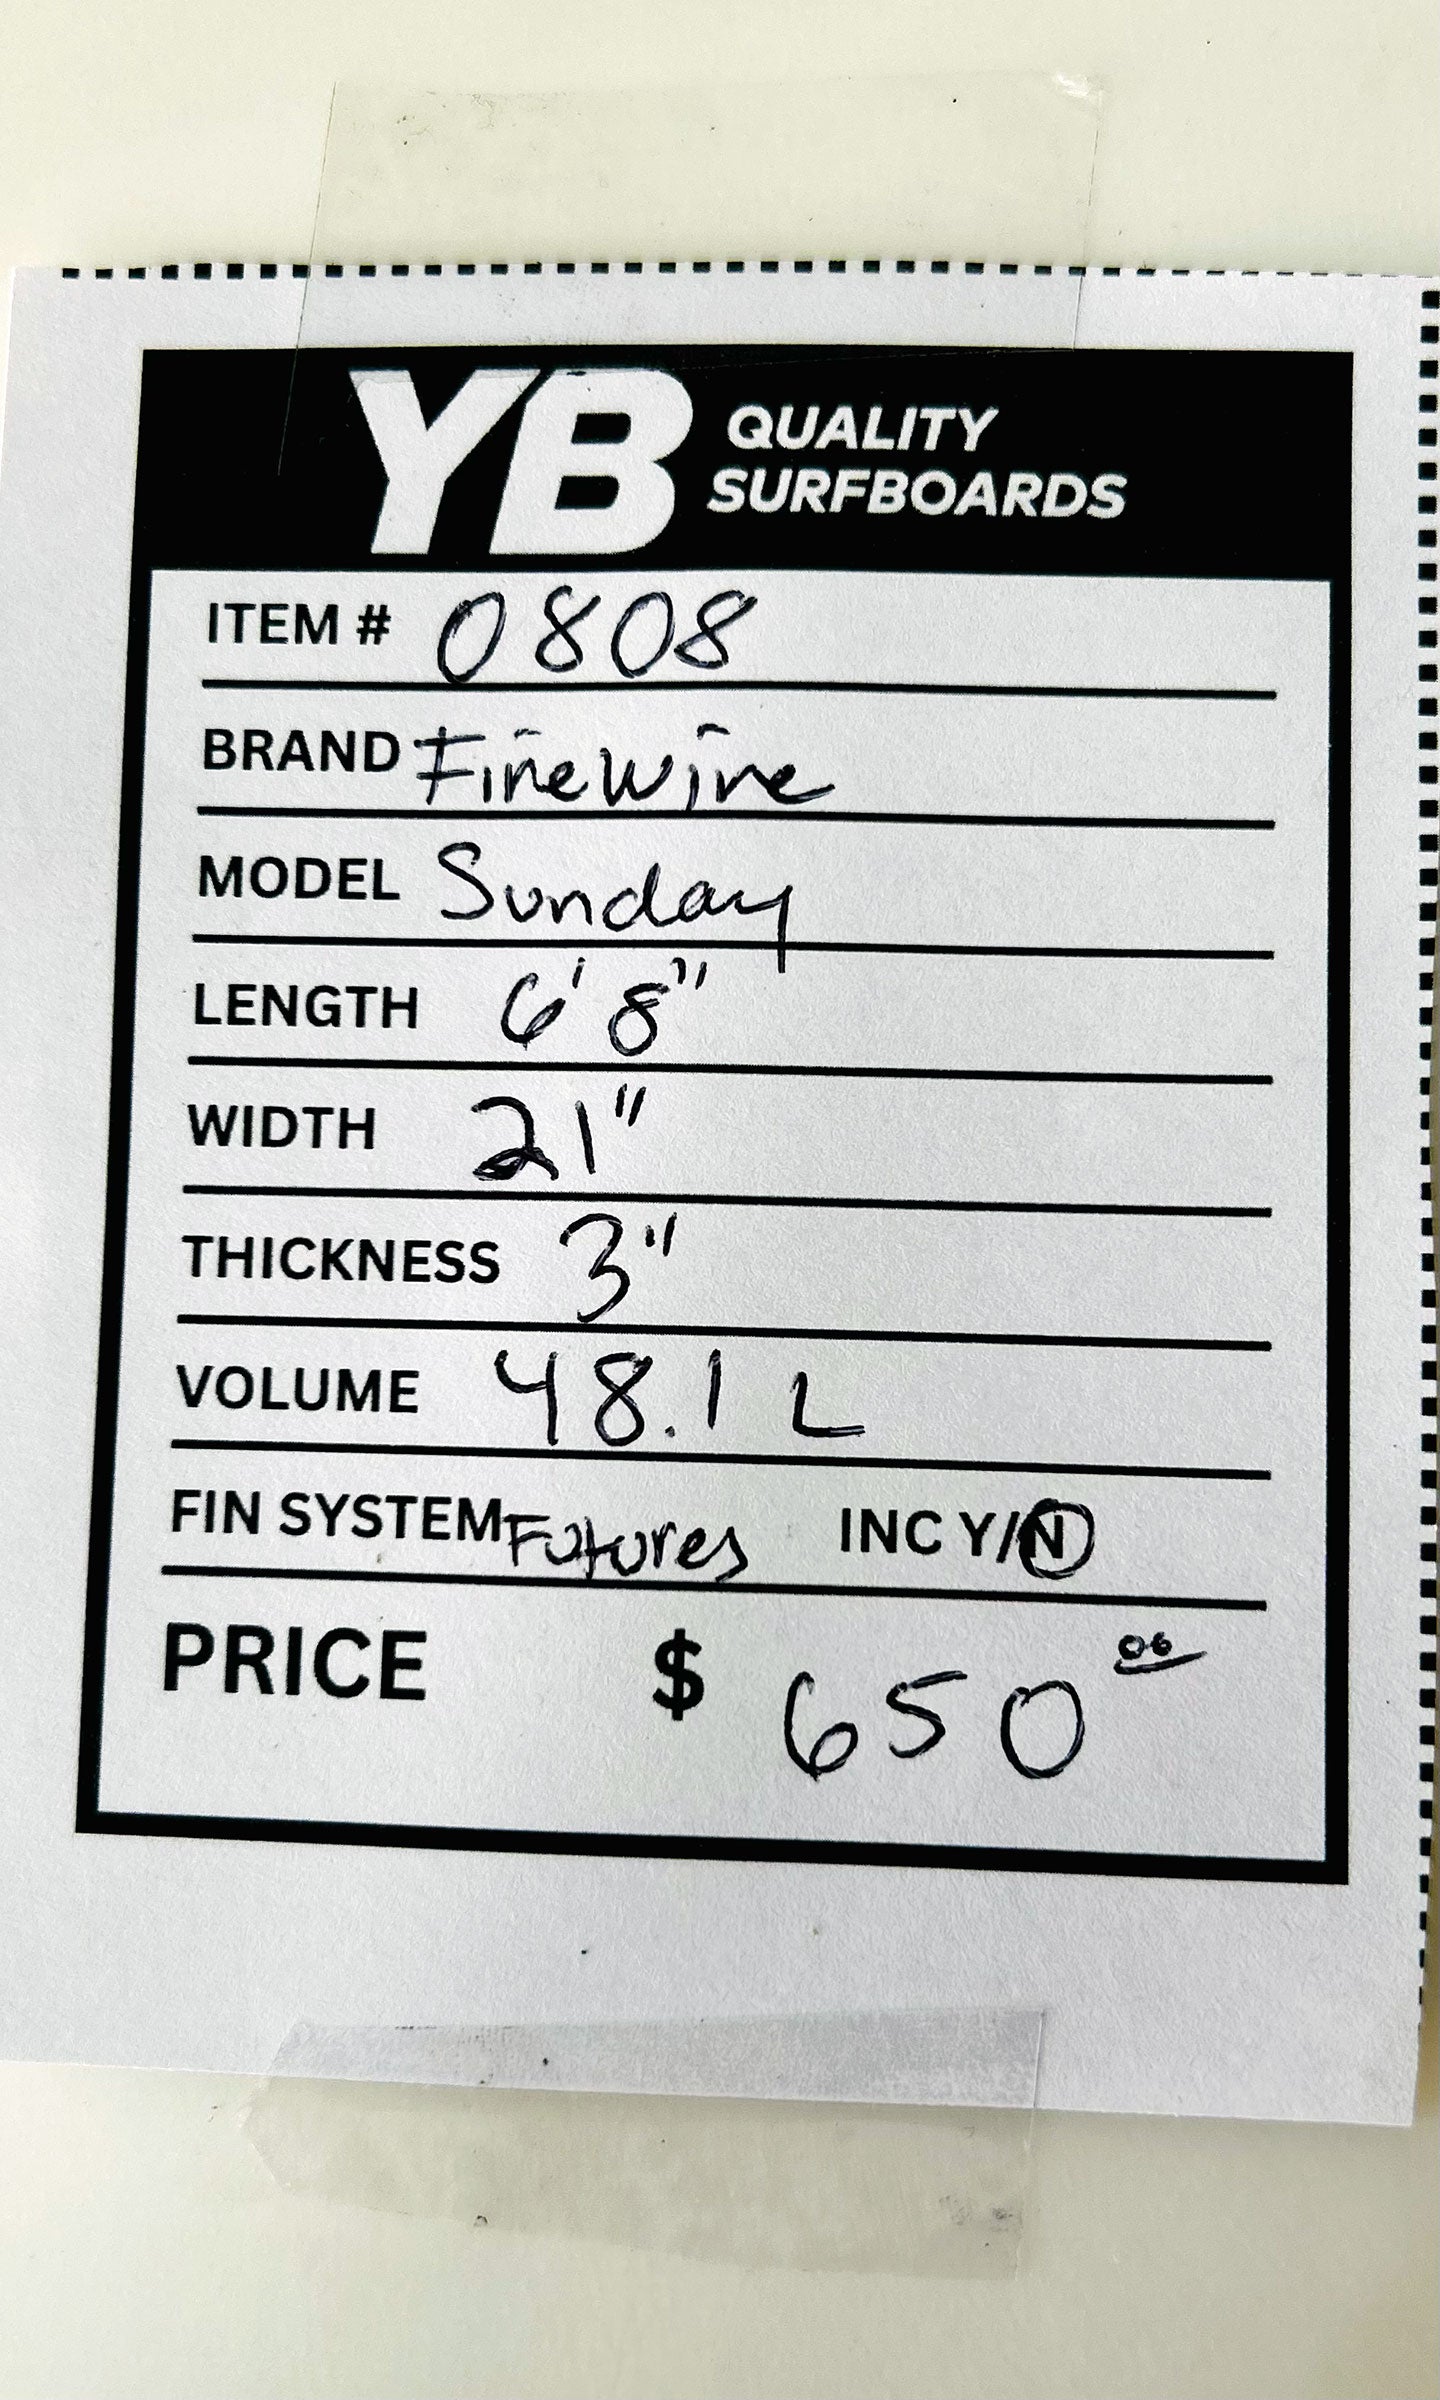 YB QUALITY
SURFBOARDS
ITEM # 0808
BRAND Firewire
MODEL Sunday
LENGTH 6'8"
WIDTH 21"
THICKNESS 3"
VOLUME 48.1 L
FIN SYSTEM Futures INC Y/N
PRICE $ 650 00